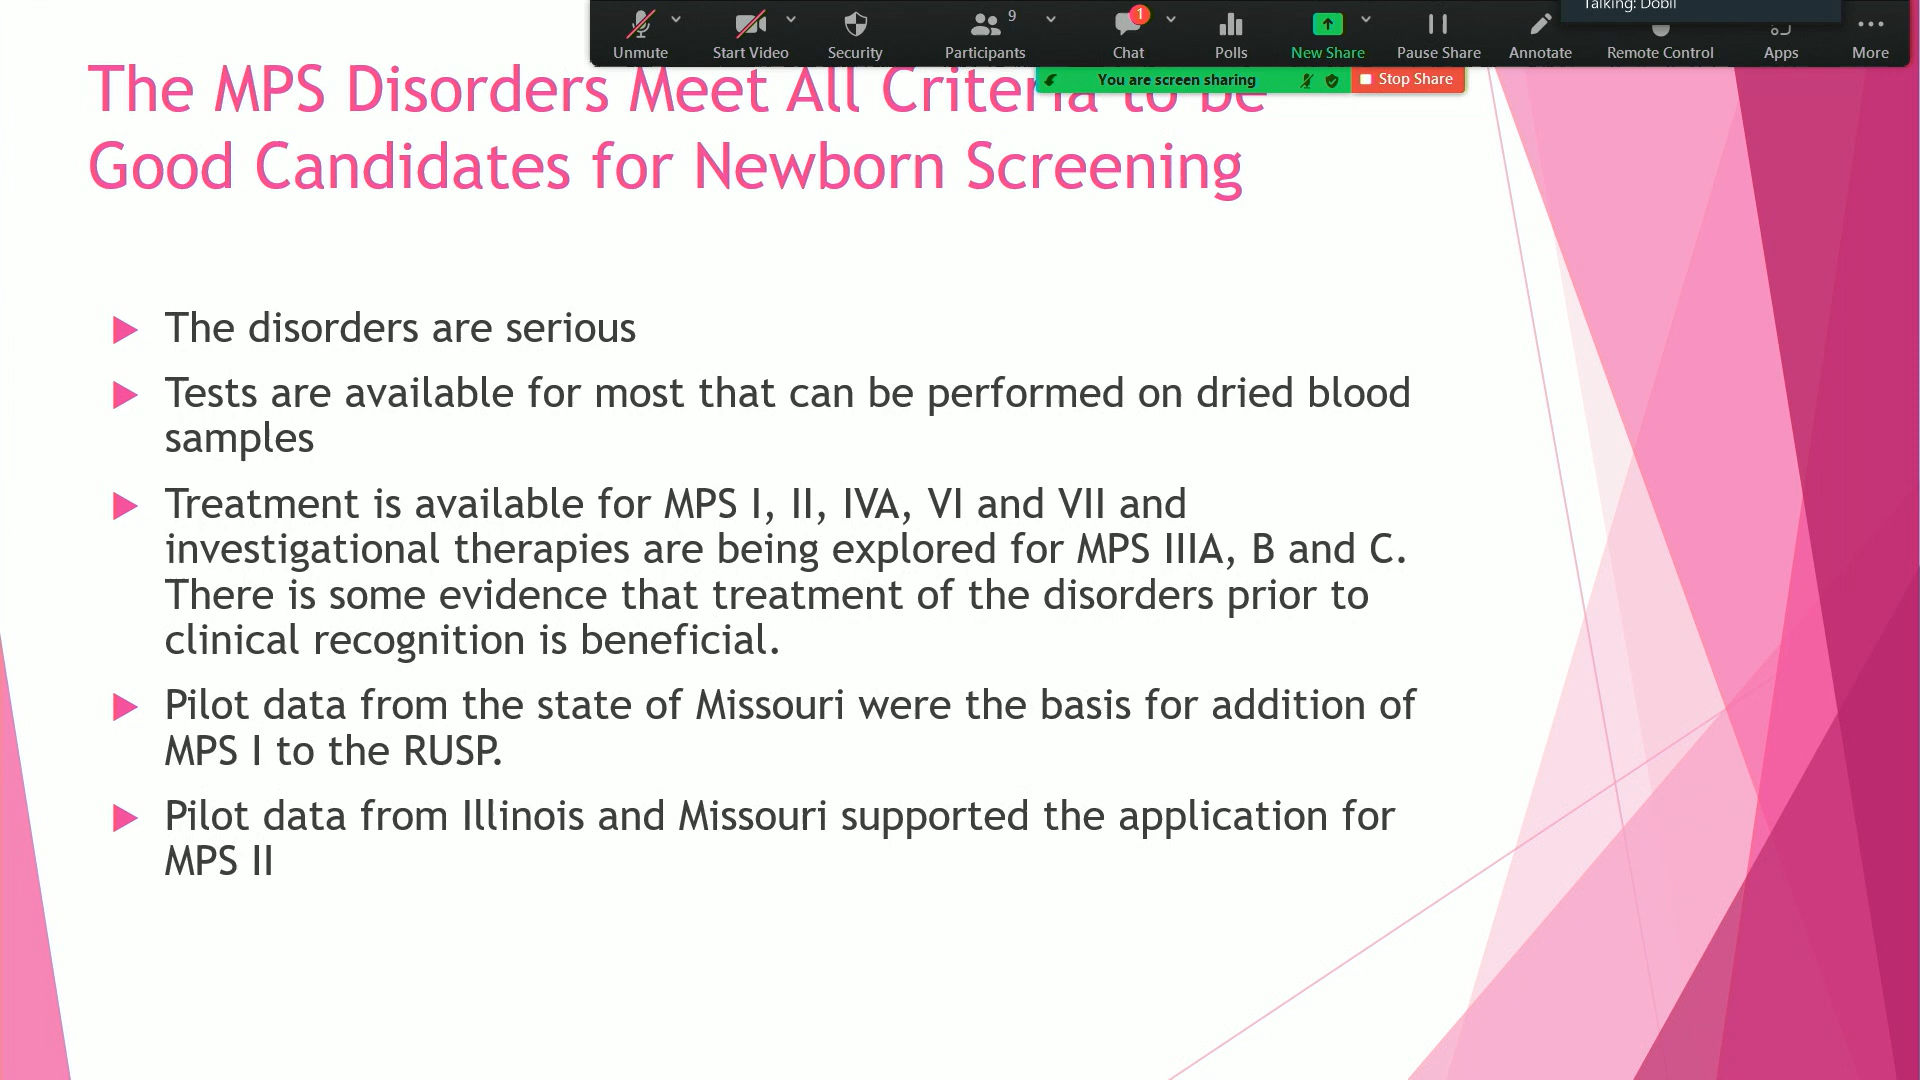 Talking: Dobil
9
1
Unmute Start Video Security Participants Chat Polls New Share Pause Share Annotate Remote Control Apps More
You are screen sharing Stop Share
The MPS Disorders Meet All Criteria to be
Good Candidates for Newborn Screening
The disorders are serious
Tests are available for most that can be performed on dried blood
samples
Treatment is available for MPS I, II, IVA, VI and VII and
investigational therapies are being explored for MPS IIIA, B and C.
There is some evidence that treatment of the disorders prior to
clinical recognition is beneficial.
Pilot data from the state of Missouri were the basis for addition of
MPS I to the RUSP.
Pilot data from Illinois and Missouri supported the application for
MPS II